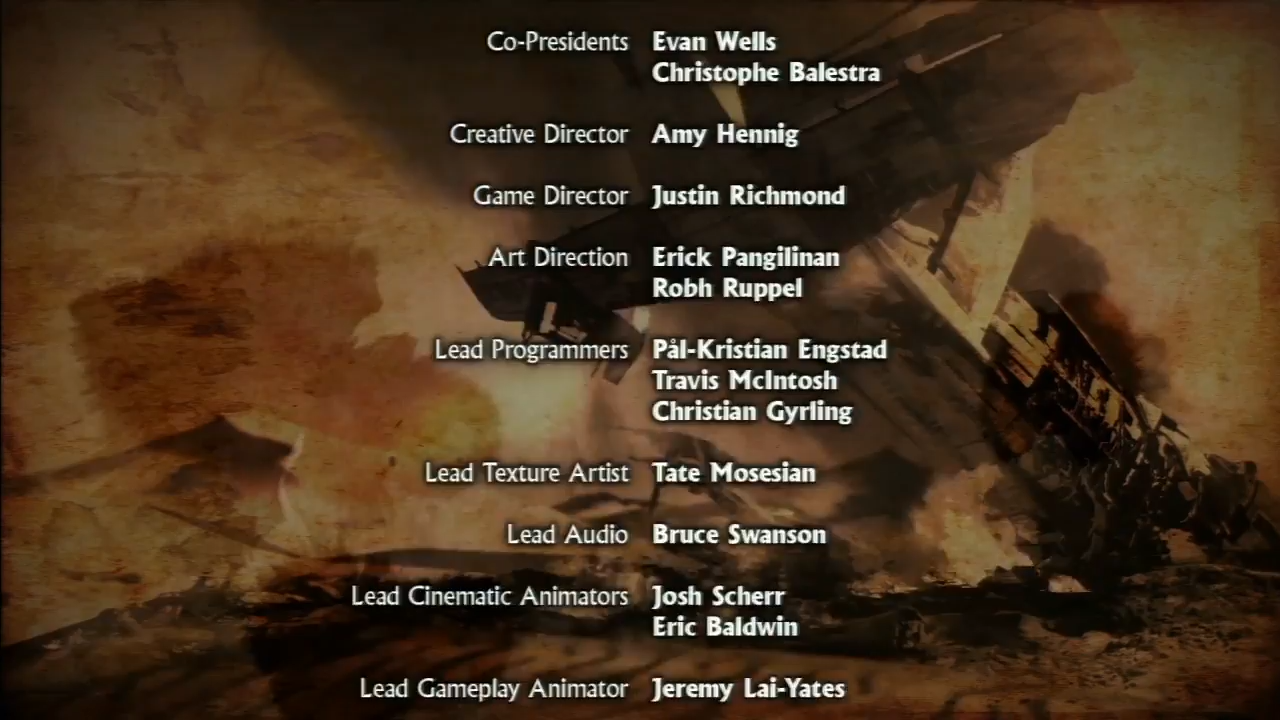 Co-Presidents Evan Wells
Christophe Balestra
Creative Director Amy Hennig
Game Director Justin Richmond
Art Direction Erick Pangilinan
Robh Ruppel
Lead Programmers Pål-Kristian Engstad
Travis McIntosh
Christian Gyrling
Lead Texture Artist Tate Mosesian
Lead Audio Bruce Swanson
Lead Cinematic Animators Josh Scherr
Eric Baldwin
Lead Gameplay Animator Jeremy Lai-Yates